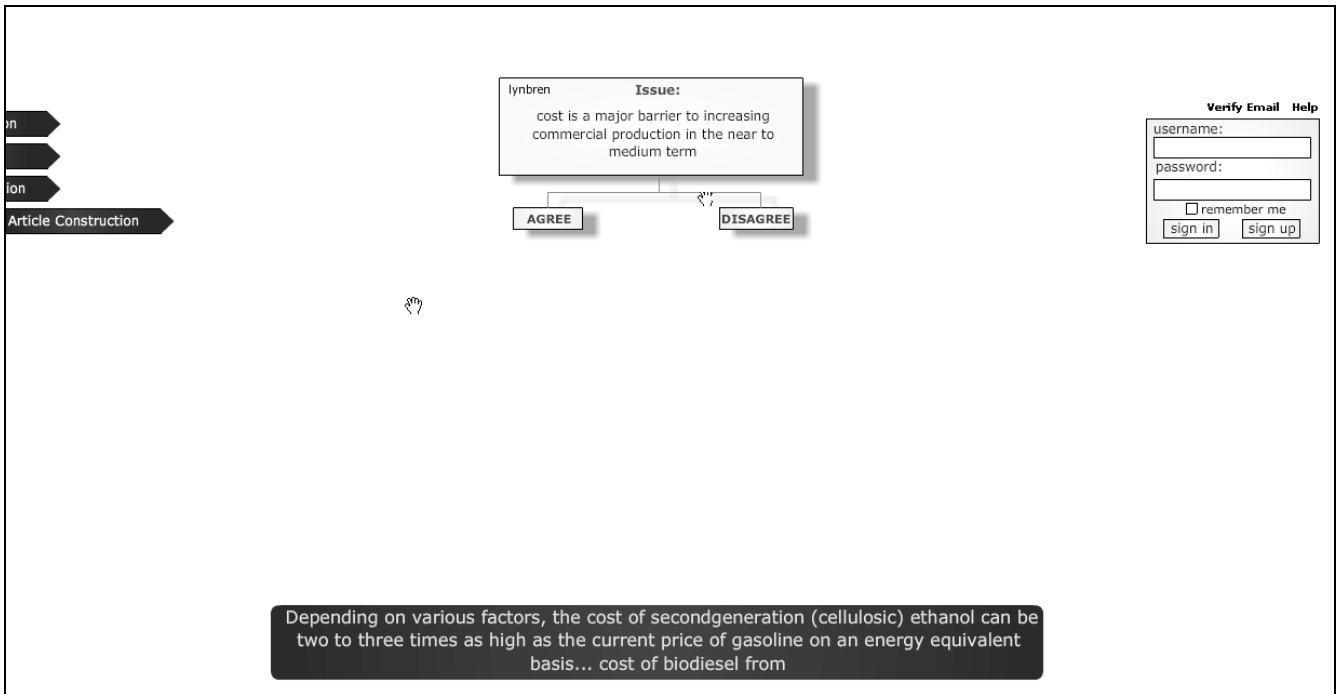 lynbren
Issue:
cost is a major barrier to increasing
commercial production in the near to
medium term
AGREE
DISAGREE
on
ion
Article Construction
Verify Email Help
username:
password:
remember me
sign in sign up
Depending on various factors, the cost of secondgeneration (cellulosic) ethanol can be
two to three times as high as the current price of gasoline on an energy equivalent
basis... cost of biodiesel from